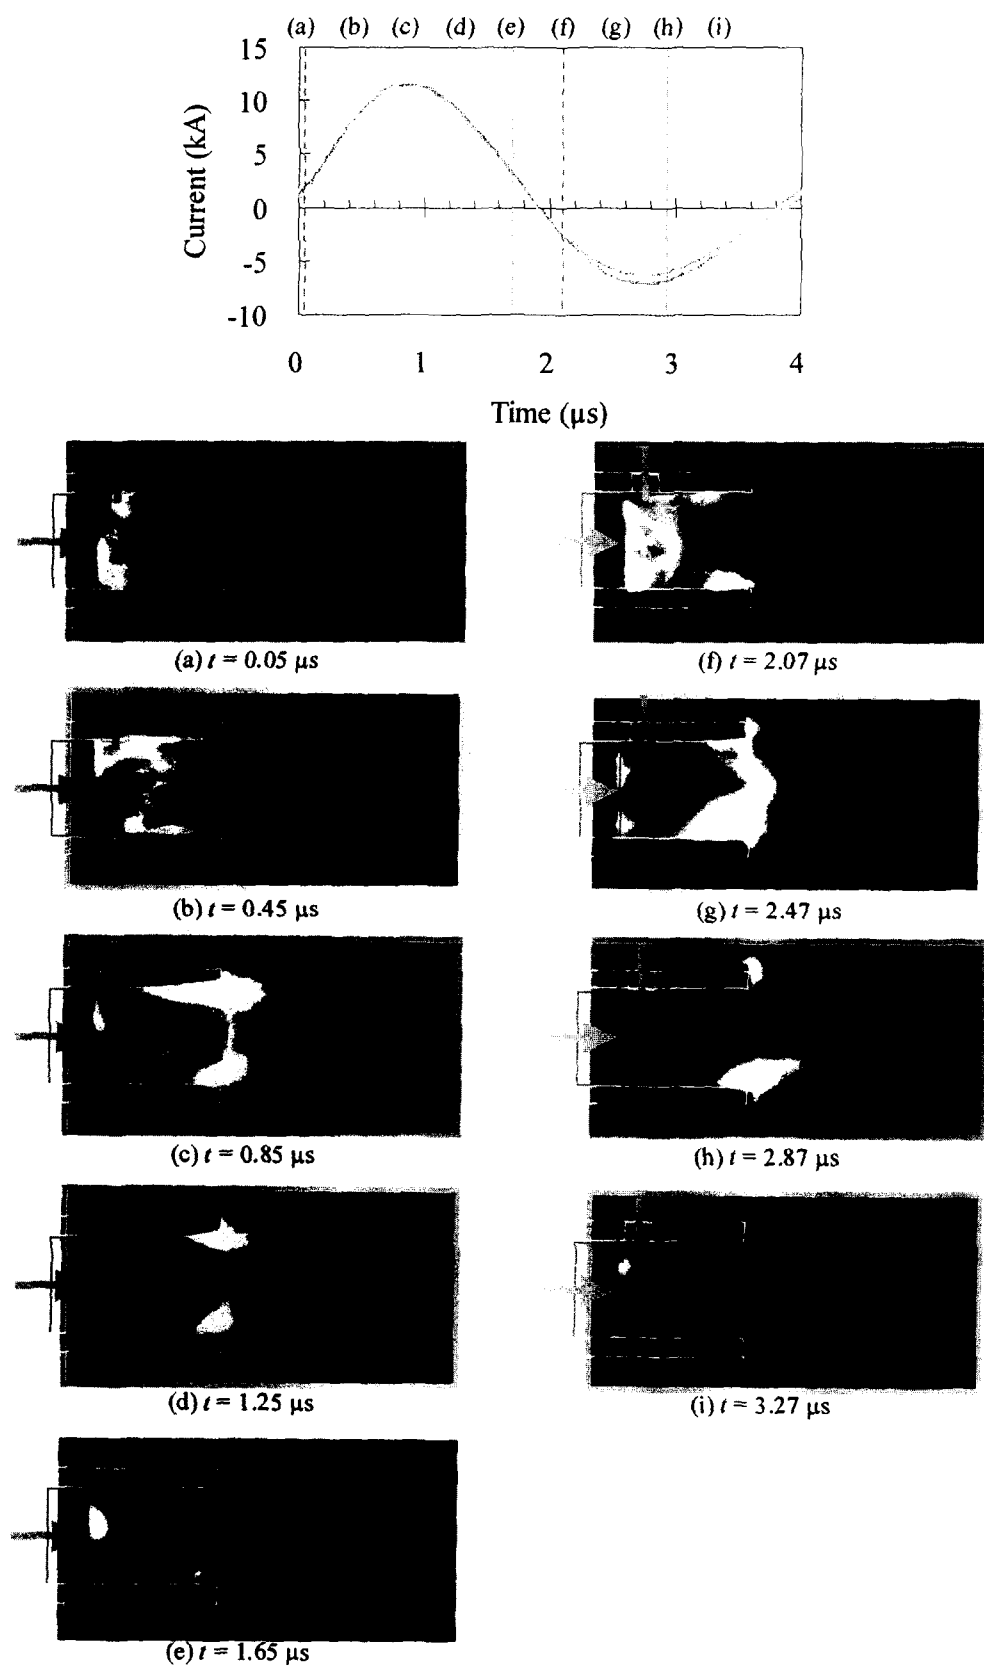 (a) (b) (c) (d) (e) (f) (g) (h) (i)
15
10
5
0
-5
-10
Current (kA)
0 1 2 3 4
Time (μs)
(a) t = 0.05 μs
(b) t = 0.45 μs
(c) t = 0.85 μs
(d) t = 1.25 μs
(e) t = 1.65 μs
(f) t = 2.07 μs
(g) t = 2.47 μs
(h) t = 2.87 μs
(i) t = 3.27 μs